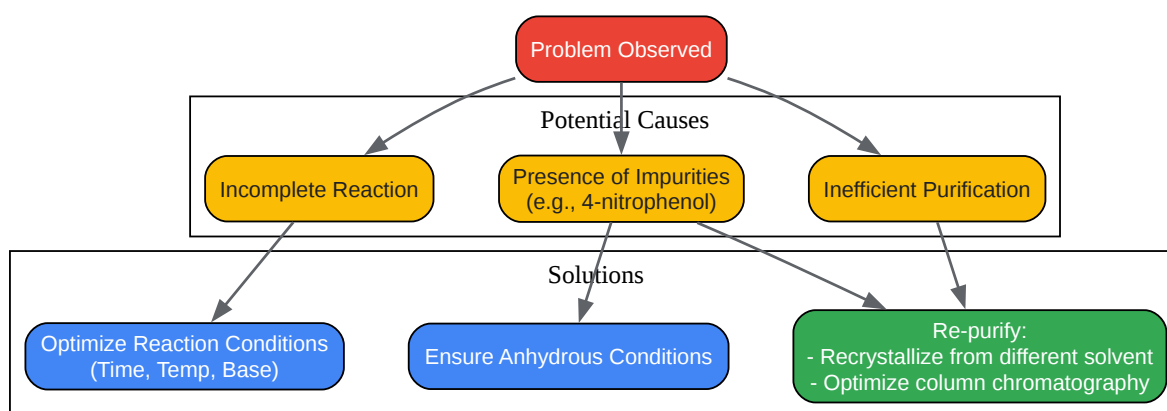 Problem Observed
Potential Causes
Incomplete Reaction
Presence of Impurities
(e.g., 4-nitrophenol)
Inefficient Purification
Solutions
Optimize Reaction Conditions
(Time, Temp, Base)
Ensure Anhydrous Conditions
Re-purify:
- Recrystallize from different solvent
- Optimize column chromatography